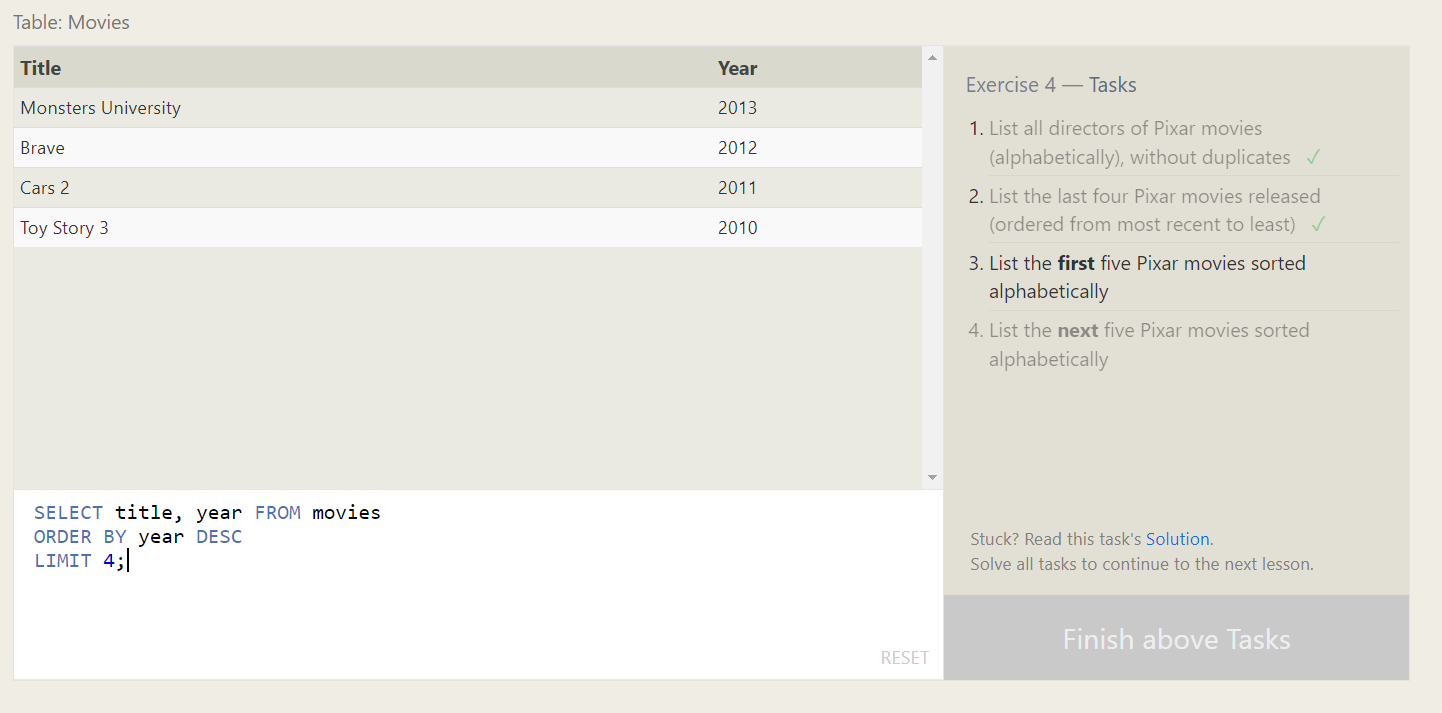 Table: Movies
Title Year
Monsters University 2013
Brave 2012
Cars 2 2011
Toy Story 3 2010
SELECT title, year FROM movies
ORDER BY year DESC
LIMIT 4;
RESET
Exercise 4 — Tasks
1. List all directors of Pixar movies
(alphabetically), without duplicates ✓
2. List the last four Pixar movies released
(ordered from most recent to least) ✓
3. List the first five Pixar movies sorted
alphabetically
4. List the next five Pixar movies sorted
alphabetically
Stuck? Read this task's Solution.
Solve all tasks to continue to the next lesson.
Finish above Tasks